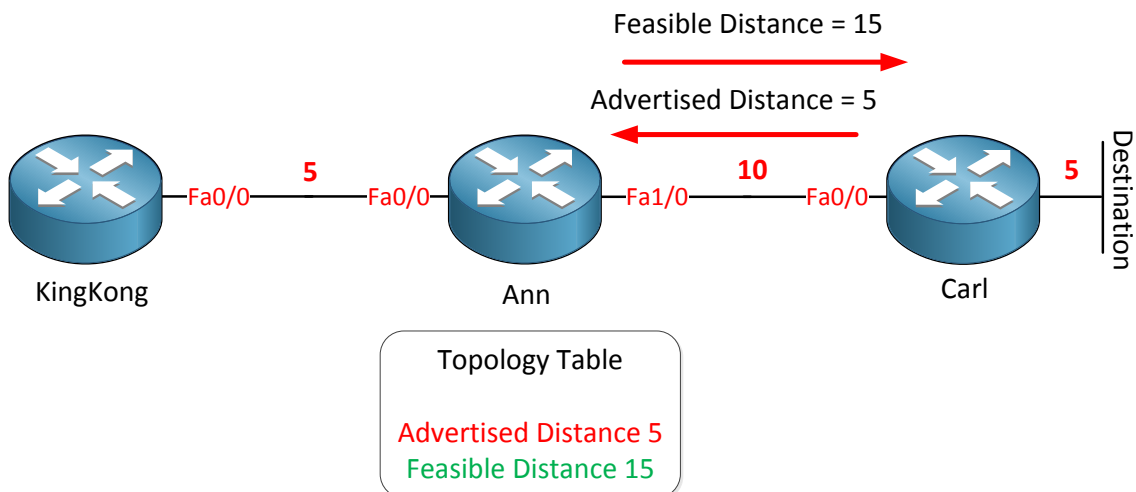 Feasible Distance = 15
Advertised Distance = 5
5
10
5
Fa0/0
Fa0/0
Fa1/0
Fa0/0
Destination
KingKong
Ann
Carl
Topology Table
Advertised Distance 5
Feasible Distance 15